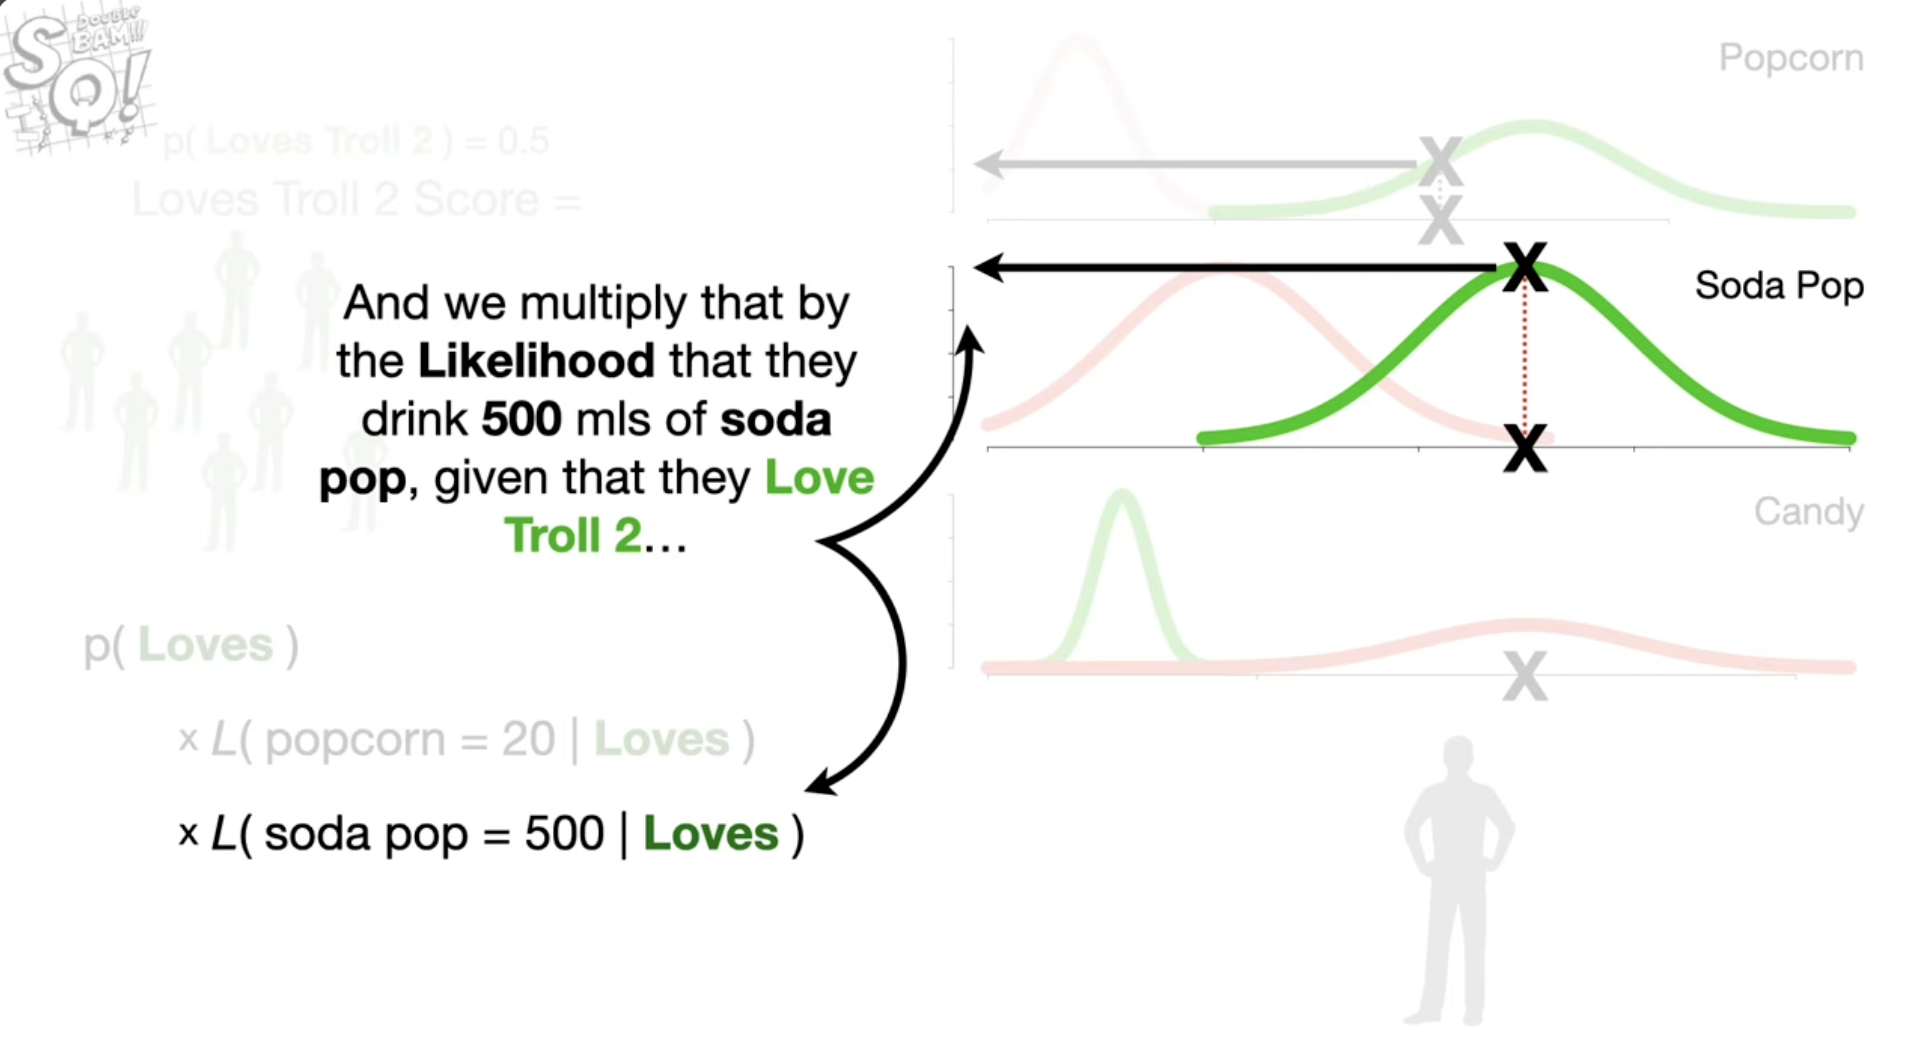 DOUBLE
BAM!!!
SQ!
p( Loves Troll 2 ) = 0.5
Loves Troll 2 Score =
And we multiply that by
the Likelihood that they
drink 500 mls of soda
pop, given that they Love
Troll 2...
p( Loves )
x L( popcorn = 20 | Loves )
x L( soda pop = 500 | Loves )
Popcorn
X
X
X
Soda Pop
X
Candy
X